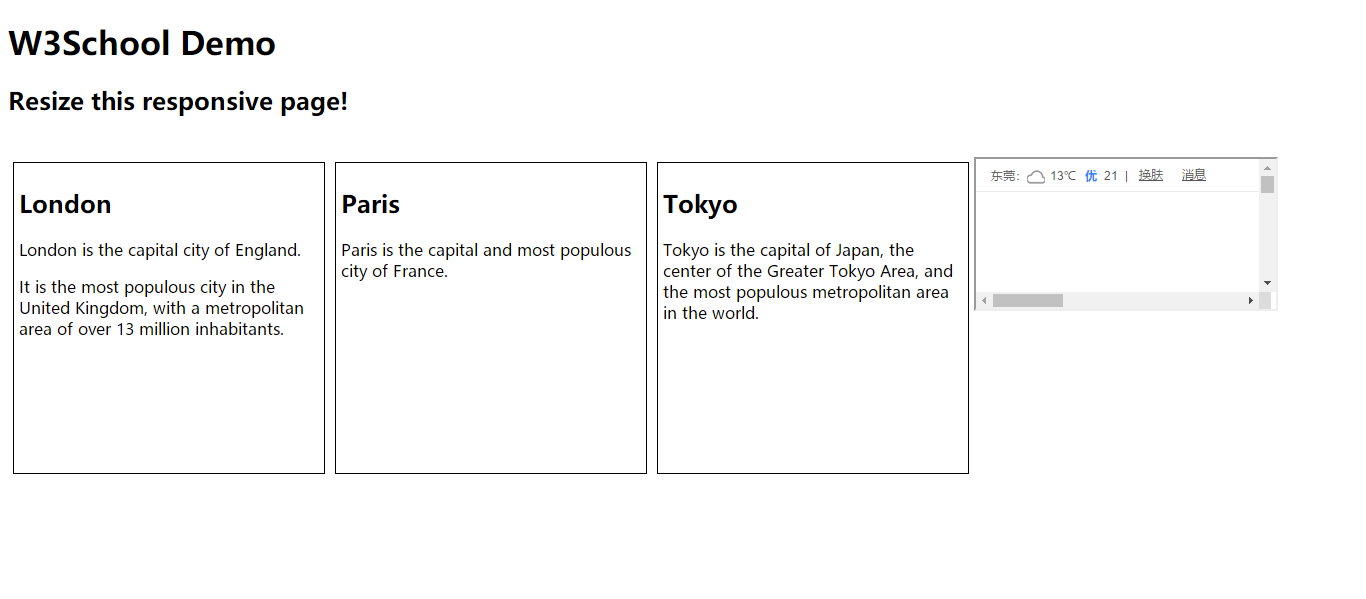 W3School Demo
Resize this responsive page!
London
London is the capital city of England.
It is the most populous city in the
United Kingdom, with a metropolitan
area of over 13 million inhabitants.
Paris
Paris is the capital and most populous
city of France.
Tokyo
Tokyo is the capital of Japan, the
center of the Greater Tokyo Area, and
the most populous metropolitan area
in the world.
东莞: 13℃ 优 21 | 换肤 消息